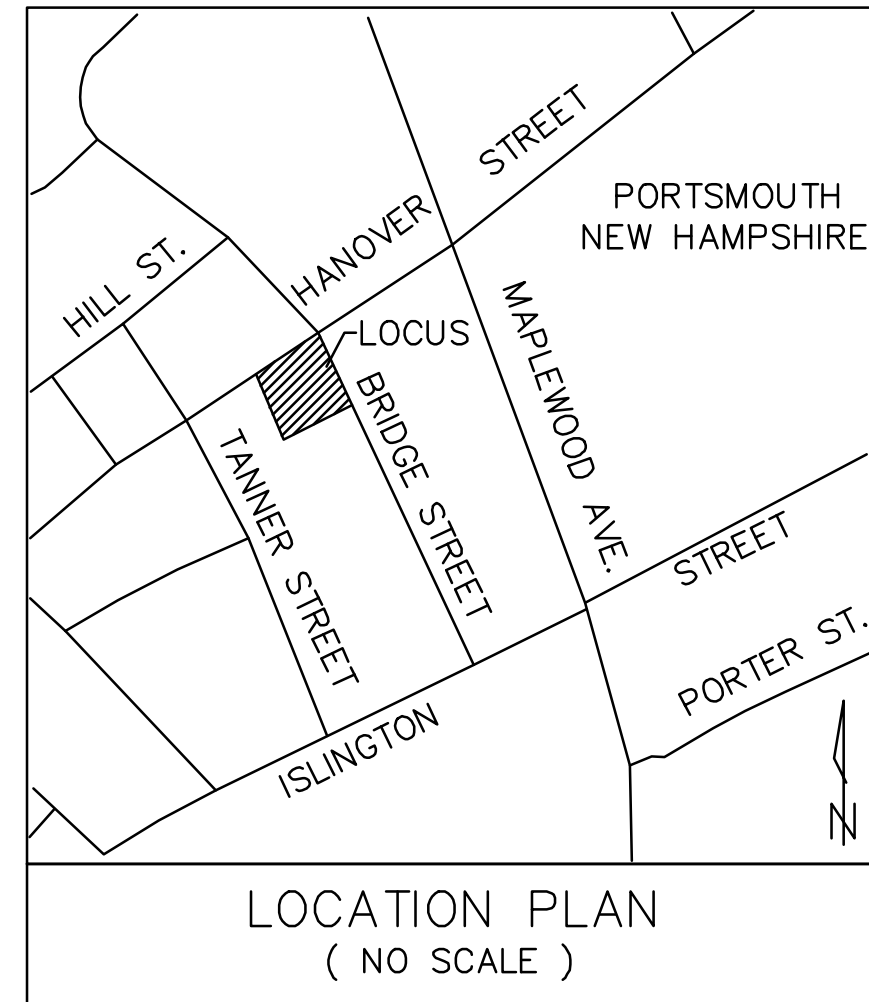 STREET
PORTSMOUTH
NEW HAMPSHIRE
HANOVER
HILL ST.
LOCUS
MAPLEWOOD AVE.
BRIDGE STREET
TANNER STREET
STREET
PORTER ST.
ISLINGTON
N
LOCATION PLAN
( NO SCALE )